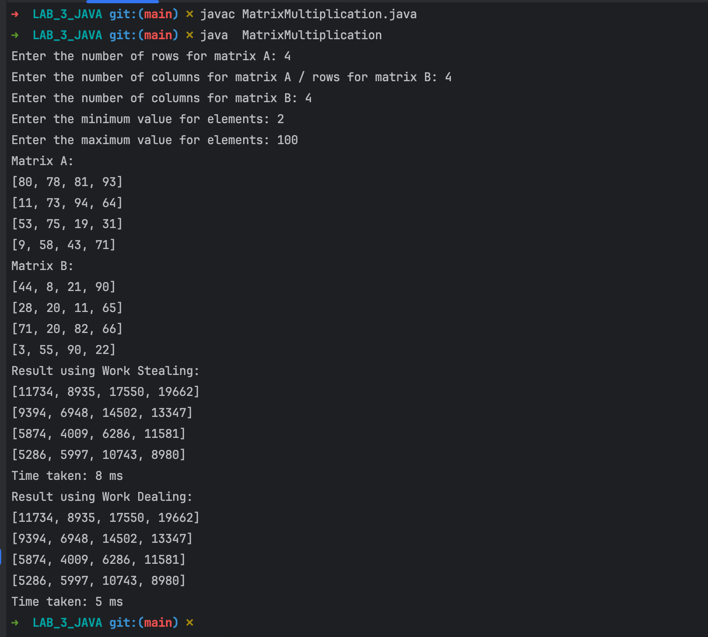 ➜ LAB_3_JAVA git:(main) ✗ javac MatrixMultiplication.java
➜ LAB_3_JAVA git:(main) ✗ java  MatrixMultiplication
Enter the number of rows for matrix A: 4
Enter the number of columns for matrix A / rows for matrix B: 4
Enter the number of columns for matrix B: 4
Enter the minimum value for elements: 2
Enter the maximum value for elements: 100
Matrix A:
[80, 78, 81, 93]
[11, 73, 94, 64]
[53, 75, 19, 31]
[9, 58, 43, 71]
Matrix B:
[44, 8, 21, 90]
[28, 20, 11, 65]
[71, 20, 82, 66]
[3, 55, 90, 22]
Result using Work Stealing:
[11734, 8935, 17550, 19662]
[9394, 6948, 14502, 13347]
[5874, 4009, 6286, 11581]
[5286, 5997, 10743, 8980]
Time taken: 8 ms
Result using Work Dealing:
[11734, 8935, 17550, 19662]
[9394, 6948, 14502, 13347]
[5874, 4009, 6286, 11581]
[5286, 5997, 10743, 8980]
Time taken: 5 ms
➜ LAB_3_JAVA git:(main) ✗